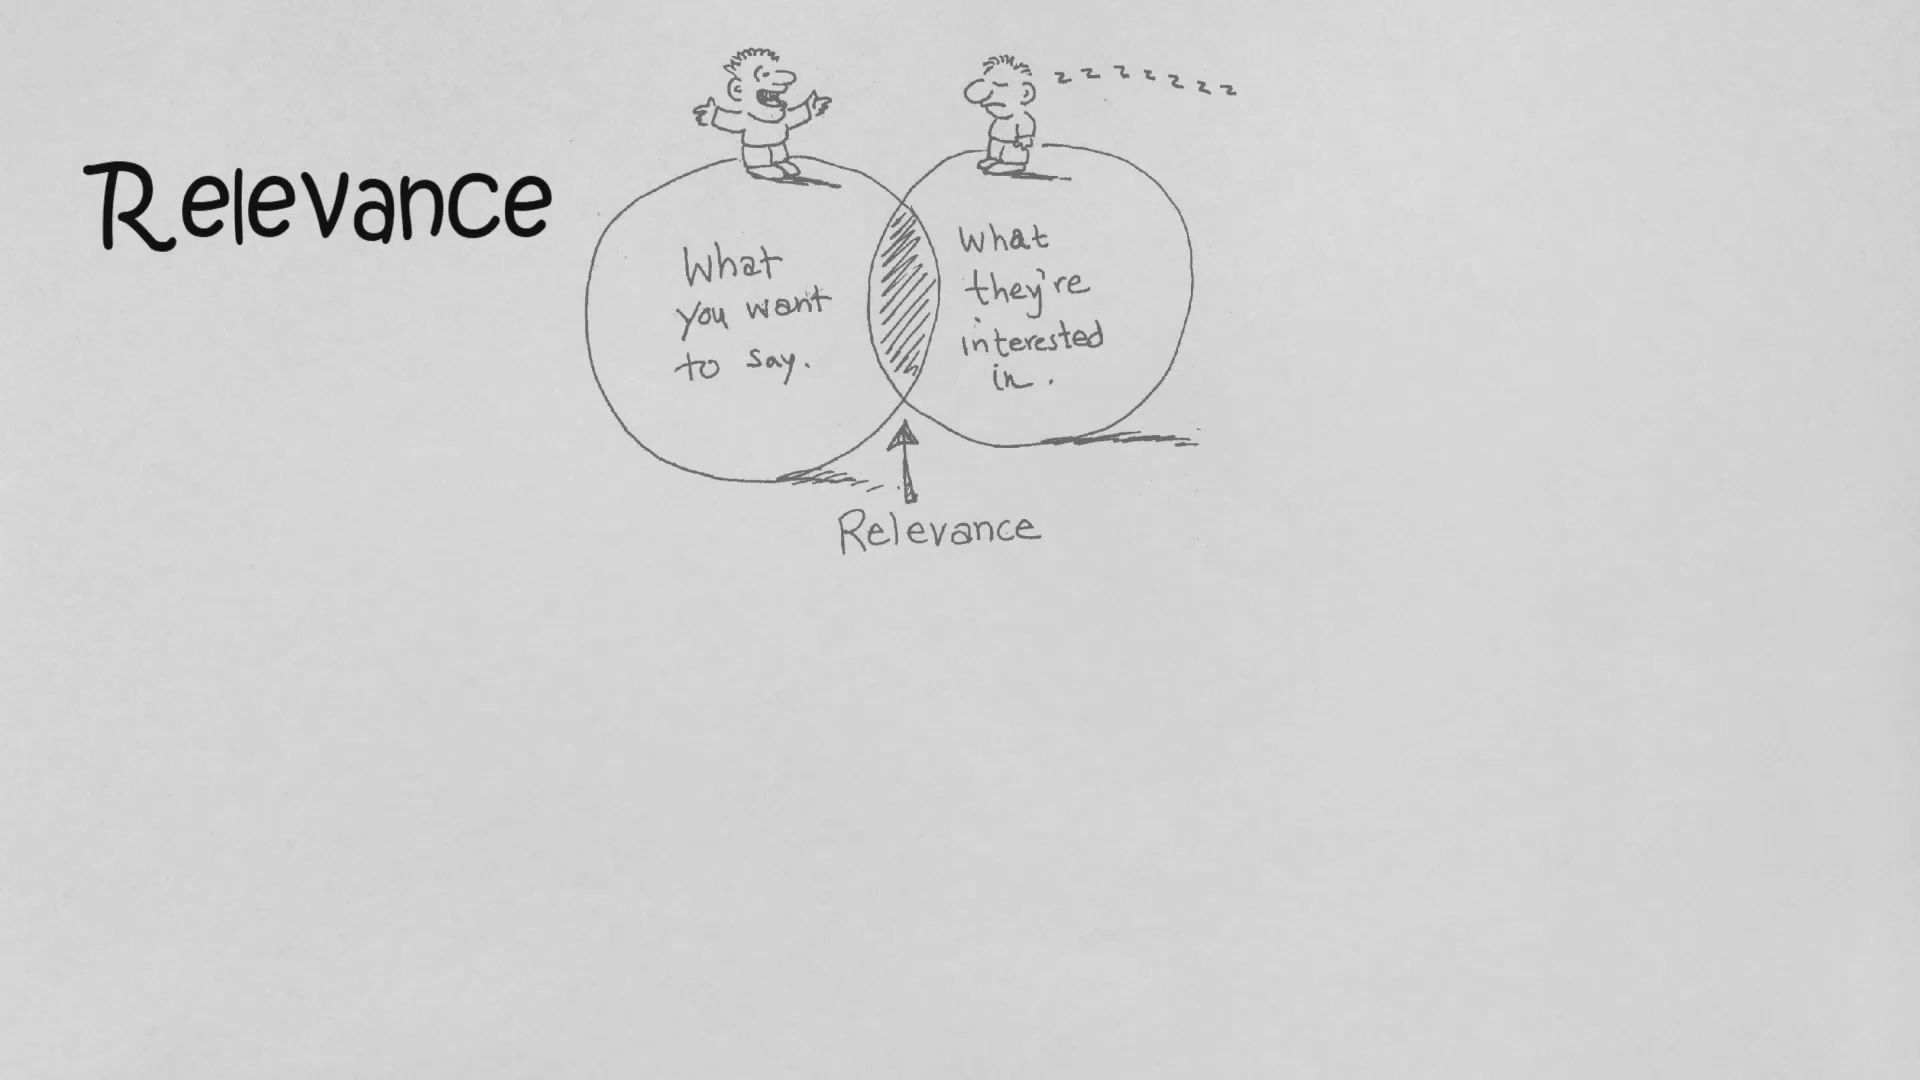 Relevance
z z z z z z z
What
you want
to say.
What
they're
interested
in.
Relevance